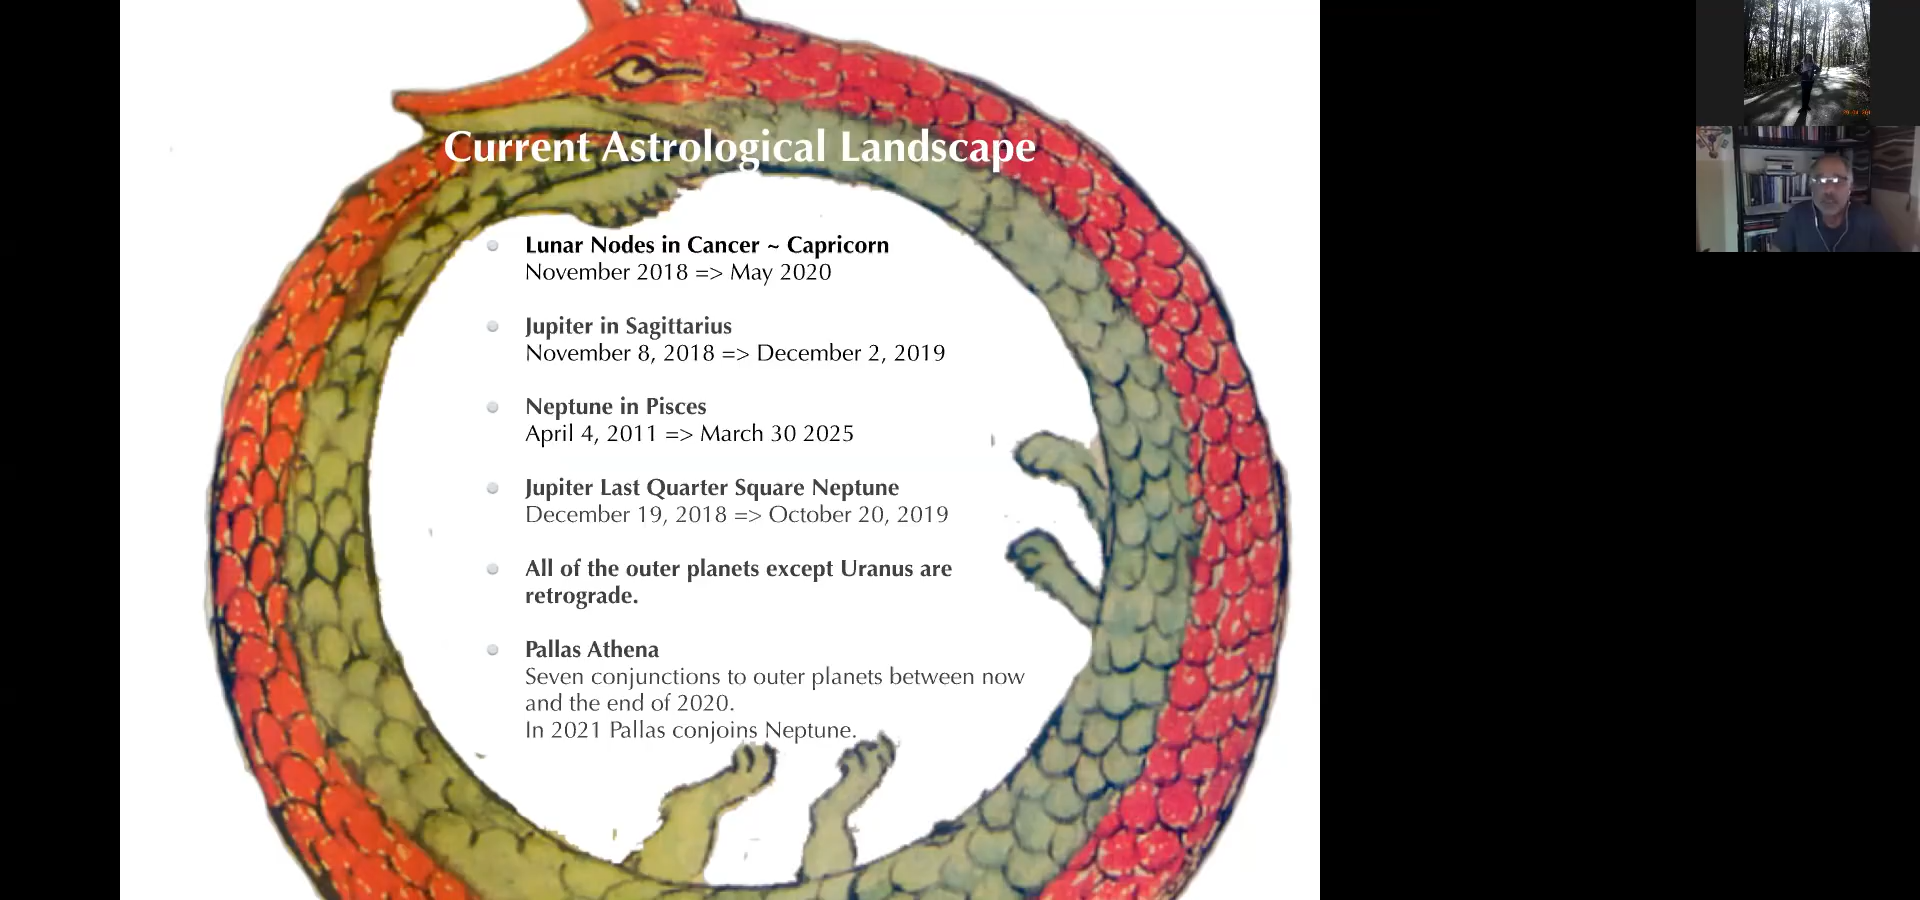 Current Astrological Landscape
Lunar Nodes in Cancer ~ Capricorn
November 2018 => May 2020
Jupiter in Sagittarius
November 8, 2018 => December 2, 2019
Neptune in Pisces
April 4, 2011 => March 30 2025
Jupiter Last Quarter Square Neptune
December 19, 2018 => October 20, 2019
All of the outer planets except Uranus are
retrograde.
Pallas Athena
Seven conjunctions to outer planets between now
and the end of 2020.
In 2021 Pallas conjoins Neptune.